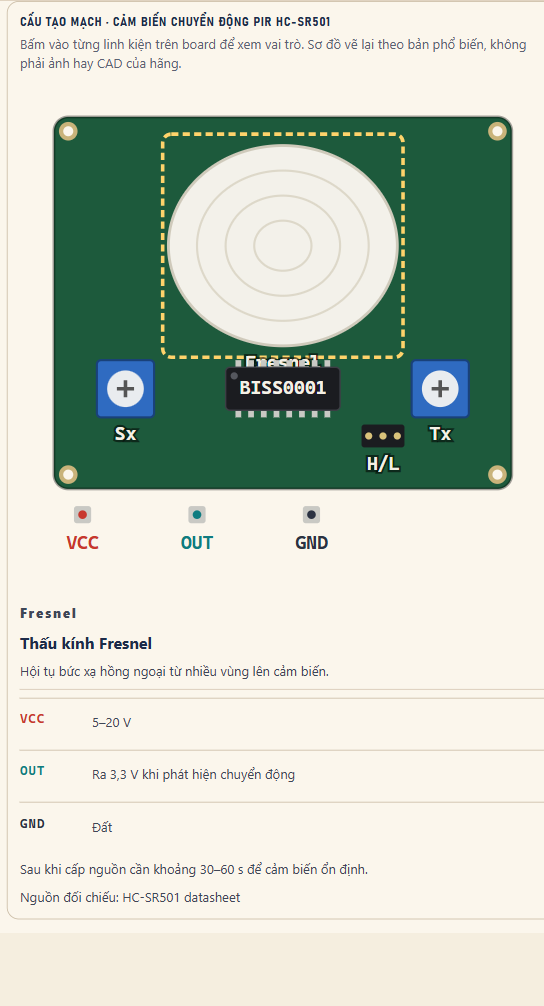 CẤU TẠO MẠCH · CẢM BIẾN CHUYỂN ĐỘNG PIR HC-SR501
Bấm vào từng linh kiện trên board để xem vai trò. Sơ đồ vẽ lại theo bản phổ biến, không
phải ảnh hay CAD của hãng.
Fresnel
BISS0001
Sx
Tx
H/L
VCC
OUT
GND
Fresnel
Thấu kính Fresnel
Hội tụ bức xạ hồng ngoại từ nhiều vùng lên cảm biến.
VCC 5–20 V
OUT Ra 3,3 V khi phát hiện chuyển động
GND Đất
Sau khi cấp nguồn cần khoảng 30–60 s để cảm biến ổn định.
Nguồn đối chiếu: HC-SR501 datasheet